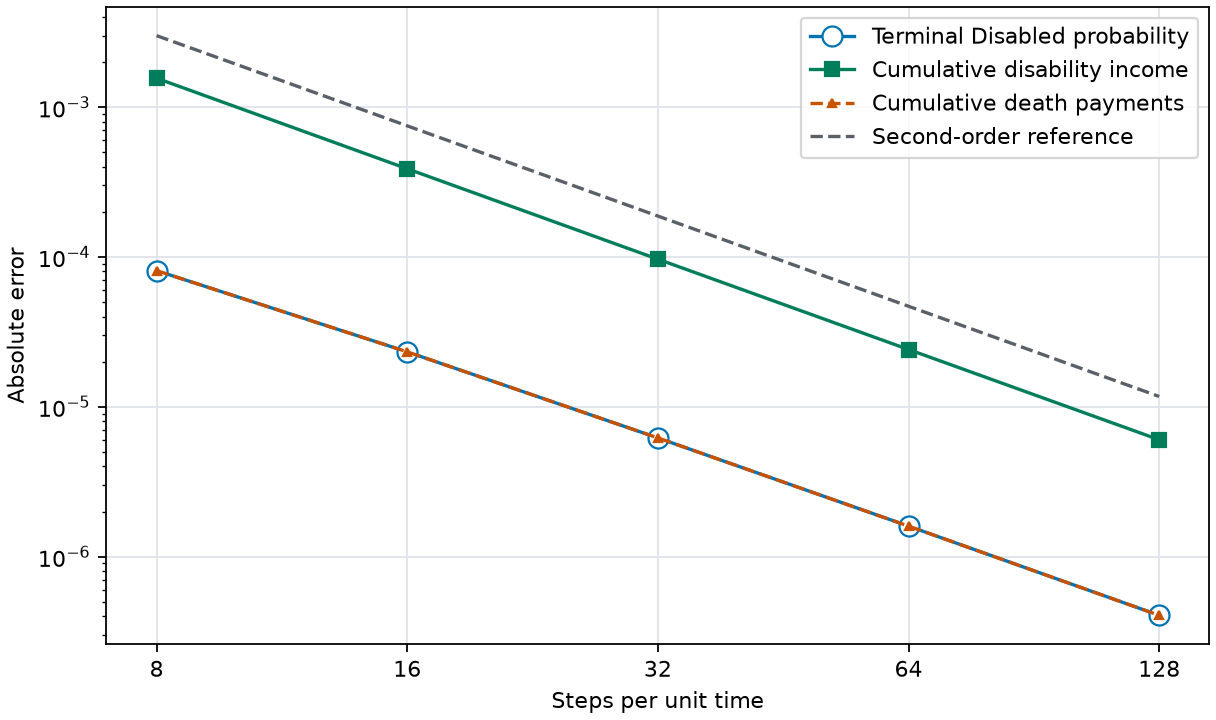 Terminal Disabled probability
Cumulative disability income
Cumulative death payments
Second-order reference
Absolute error
10⁻³
10⁻⁴
10⁻⁵
10⁻⁶
8 16 32 64 128
Steps per unit time